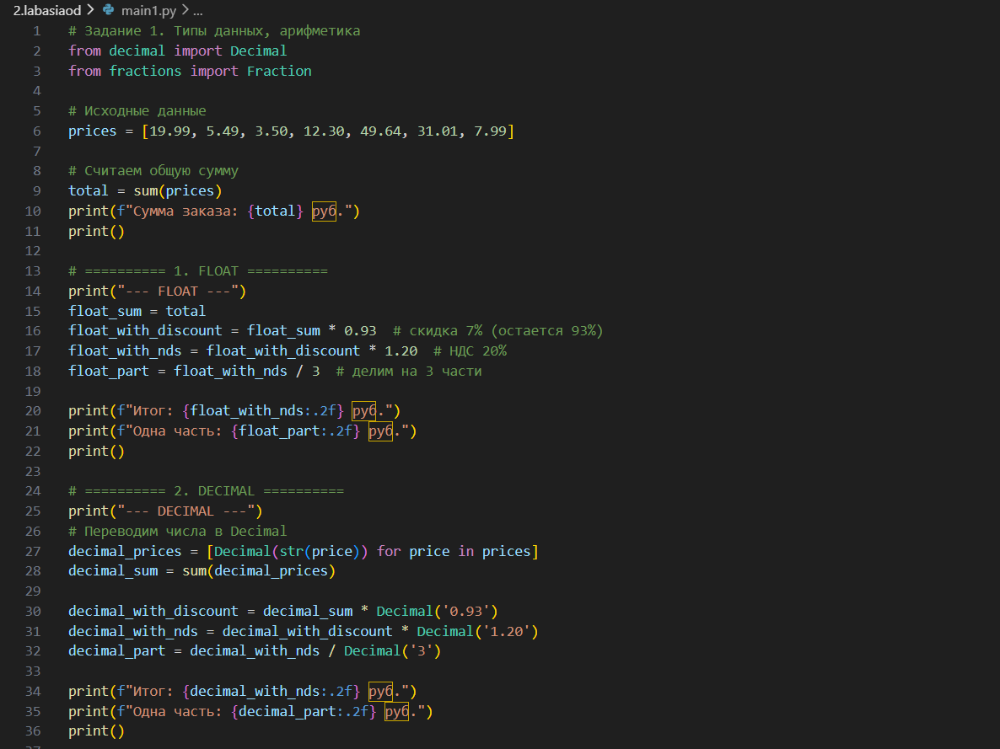 2.labasiaod > main1.py > ...
1 # Задание 1. Типы данных, арифметика
2 from decimal import Decimal
3 from fractions import Fraction
4
5 # Исходные данные
6 prices = [19.99, 5.49, 3.50, 12.30, 49.64, 31.01, 7.99]
7
8 # Считаем общую сумму
9 total = sum(prices)
10 print(f"Сумма заказа: {total} руб.")
11 print()
12
13 # ========== 1. FLOAT ==========
14 print("--- FLOAT ---")
15 float_sum = total
16 float_with_discount = float_sum * 0.93  # скидка 7% (остается 93%)
17 float_with_nds = float_with_discount * 1.20  # НДС 20%
18 float_part = float_with_nds / 3  # делим на 3 части
19
20 print(f"Итог: {float_with_nds:.2f} руб.")
21 print(f"Одна часть: {float_part:.2f} руб.")
22 print()
23
24 # ========== 2. DECIMAL ==========
25 print("--- DECIMAL ---")
26 # Переводим числа в Decimal
27 decimal_prices = [Decimal(str(price)) for price in prices]
28 decimal_sum = sum(decimal_prices)
29
30 decimal_with_discount = decimal_sum * Decimal('0.93')
31 decimal_with_nds = decimal_with_discount * Decimal('1.20')
32 decimal_part = decimal_with_nds / Decimal('3')
33
34 print(f"Итог: {decimal_with_nds:.2f} руб.")
35 print(f"Одна часть: {decimal_part:.2f} руб.")
36 print()